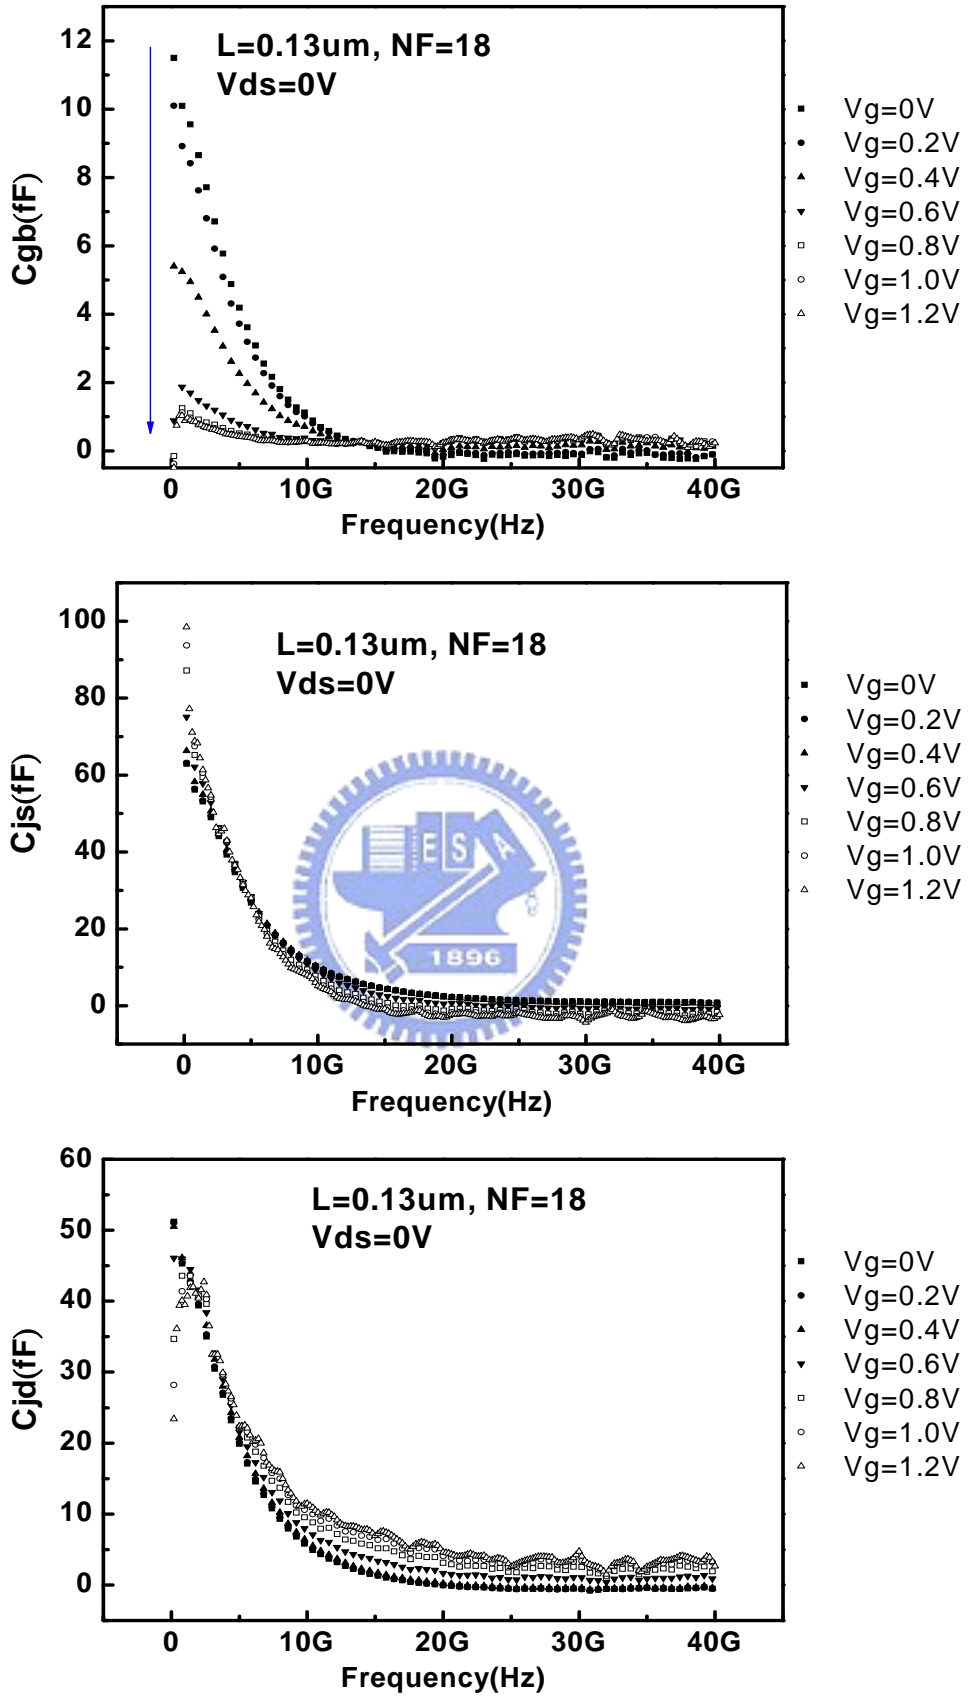 L=0.13um, NF=18
Vds=0V
Cgb(fF)
12
10
8
6
4
2
0
0 10G 20G 30G 40G
Frequency(Hz)
Vg=0V
Vg=0.2V
Vg=0.4V
Vg=0.6V
Vg=0.8V
Vg=1.0V
Vg=1.2V
L=0.13um, NF=18
Vds=0V
Cjs(fF)
100
80
60
40
20
0
0 10G 20G 30G 40G
Frequency(Hz)
Vg=0V
Vg=0.2V
Vg=0.4V
Vg=0.6V
Vg=0.8V
Vg=1.0V
Vg=1.2V
E S A
1896
L=0.13um, NF=18
Vds=0V
Cjd(fF)
60
50
40
30
20
10
0
0 10G 20G 30G 40G
Frequency(Hz)
Vg=0V
Vg=0.2V
Vg=0.4V
Vg=0.6V
Vg=0.8V
Vg=1.0V
Vg=1.2V